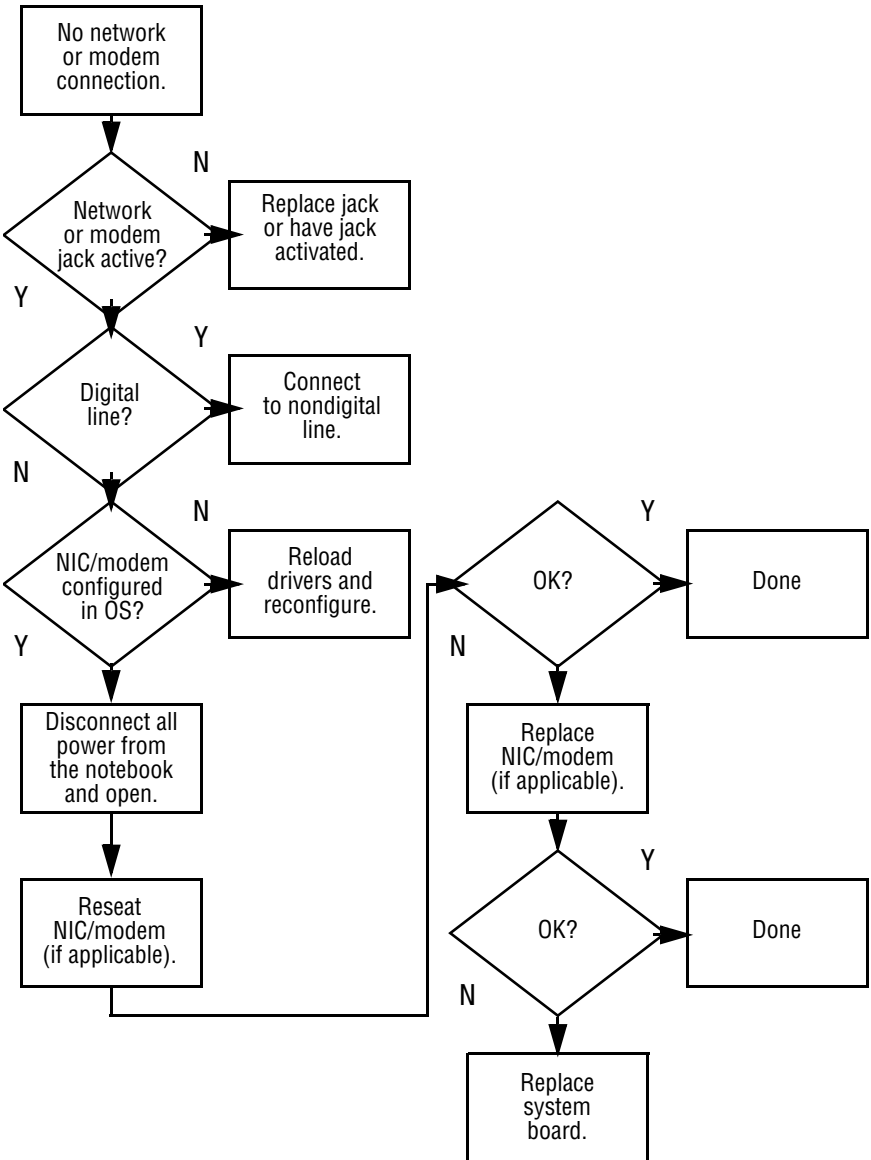 No network
or modem
connection.
N
Network
or modem
jack active?
Replace jack
or have jack
activated.
Y
Y
Digital
line?
Connect
to nondigital
line.
N
N
NIC/modem
configured
in OS?
Reload
drivers and
reconfigure.
Y
Disconnect all
power from
the notebook
and open.
Reseat
NIC/modem
(if applicable).
Y
OK?
Done
N
Replace
NIC/modem
(if applicable).
Y
OK?
Done
N
Replace
system
board.